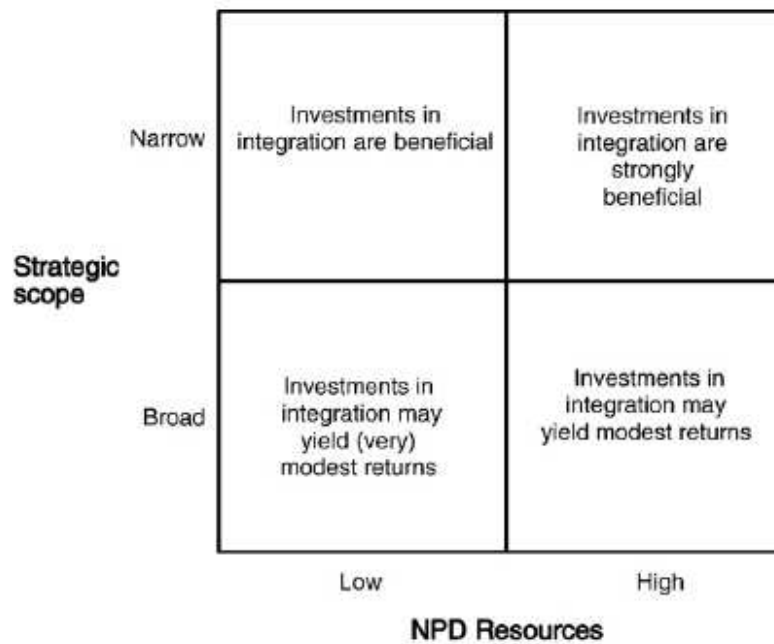 Narrow
Investments in
integration are beneficial
Investments in
integration are
strongly
beneficial
Strategic
scope
Broad
Investments in
integration may
yield (very)
modest returns
Investments in
integration may
yield modest returns
Low
High
NPD Resources